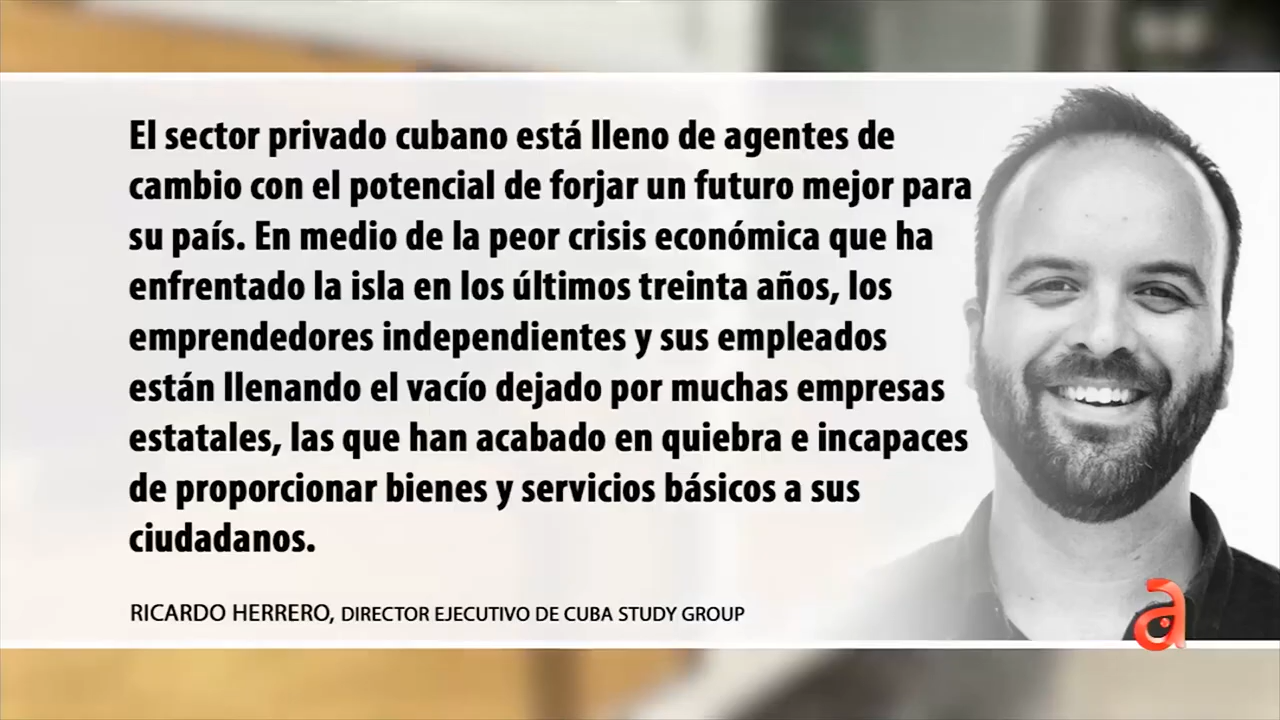 El sector privado cubano está lleno de agentes de
cambio con el potencial de forjar un futuro mejor para
su país. En medio de la peor crisis económica que ha
enfrentado la isla en los últimos treinta años, los
emprendedores independientes y sus empleados
están llenando el vacío dejado por muchas empresas
estatales, las que han acabado en quiebra e incapaces
de proporcionar bienes y servicios básicos a sus
ciudadanos.
RICARDO HERRERO, DIRECTOR EJECUTIVO DE CUBA STUDY GROUP
a